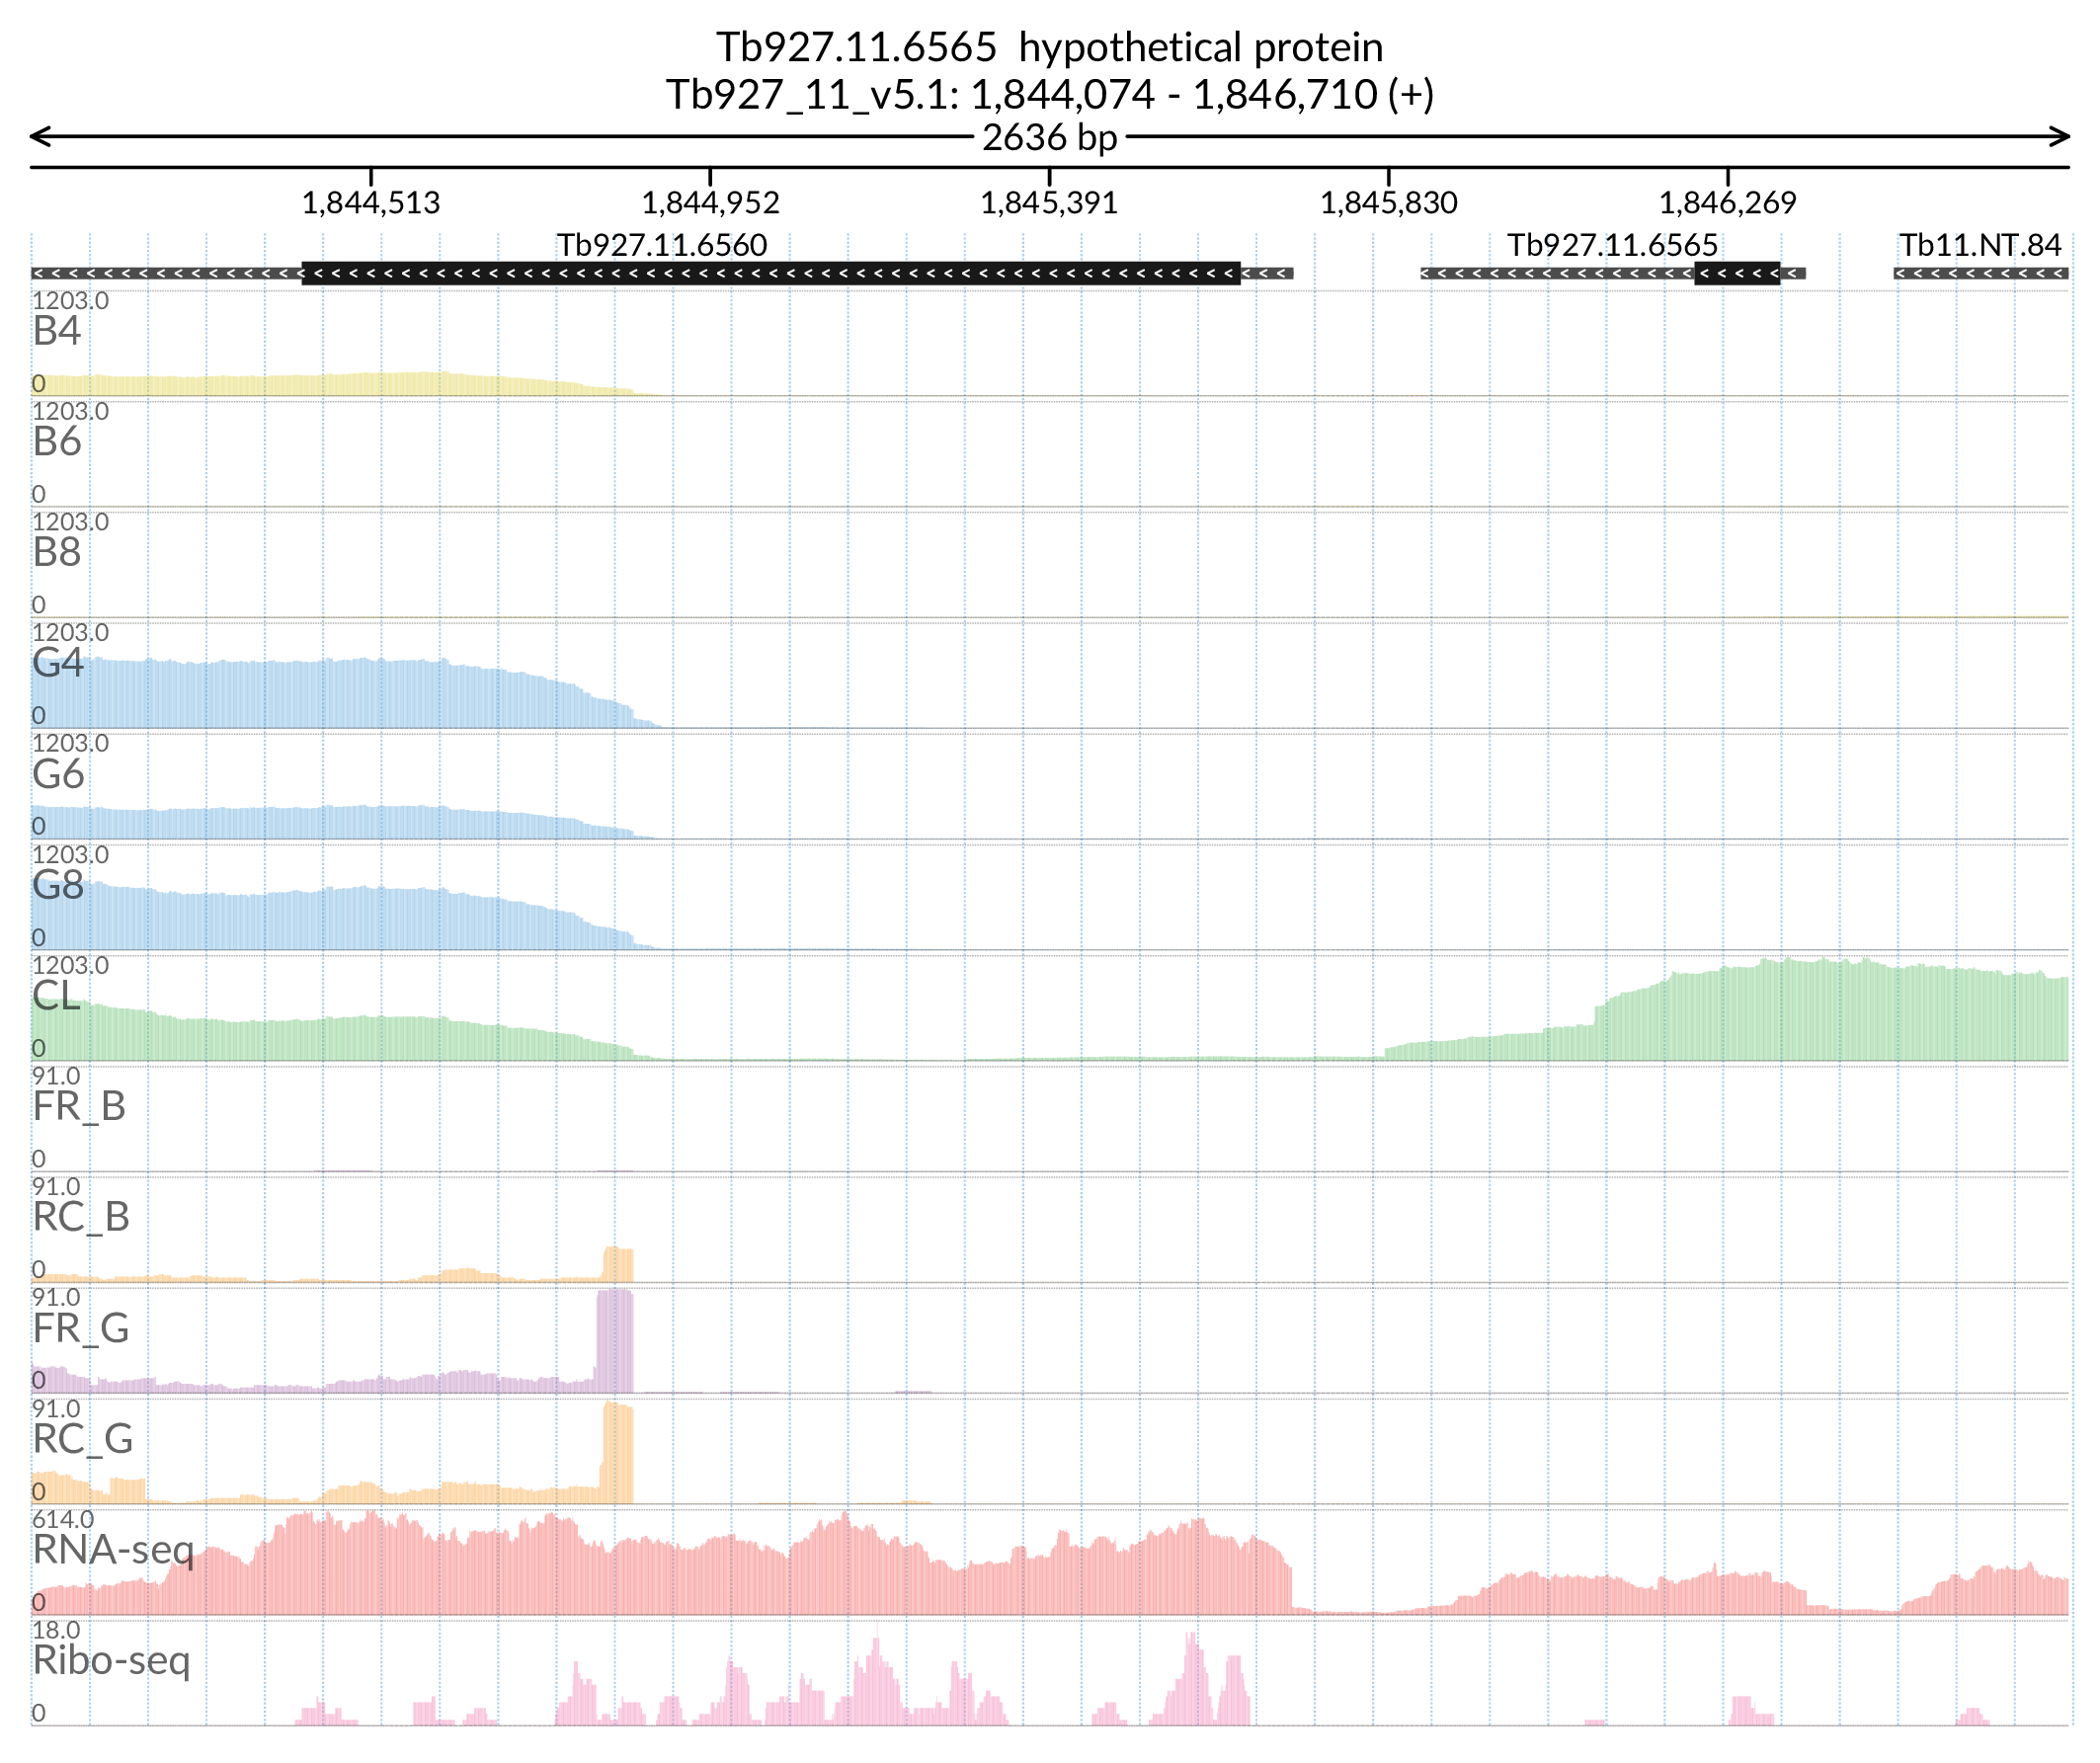 Tb927.11.6565 hypothetical protein
Tb927_11_v5.1: 1,844,074 - 1,846,710 (+)
2636 bp
1,844,513 1,844,952 1,845,391 1,845,830 1,846,269
Tb927.11.6560 Tb927.11.6565 Tb11.NT.84
1203.0
B4
0
1203.0
B6
0
1203.0
B8
0
1203.0
G4
0
1203.0
G6
0
1203.0
G8
0
1203.0
CL
0
91.0
FR_B
0
91.0
RC_B
0
91.0
FR_G
0
91.0
RC_G
0
614.0
RNA-seq
0
18.0
Ribo-seq
0